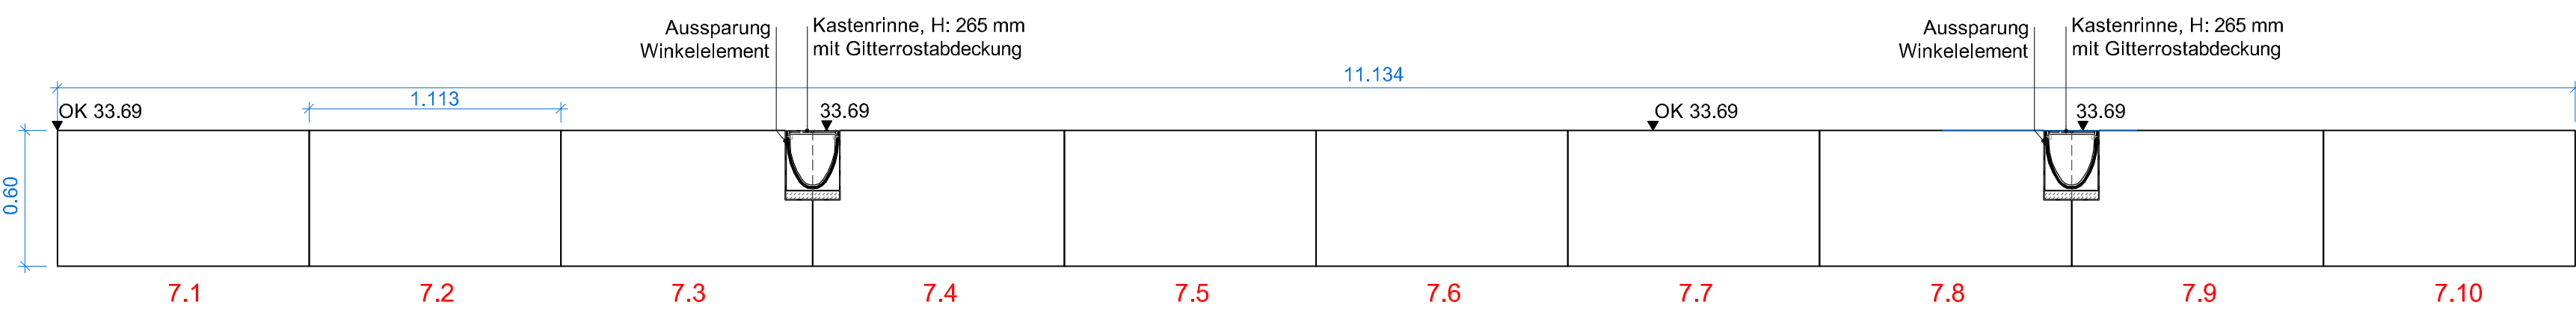 Aussparung
Winkelelement
Kastenrinne, H: 265 mm
mit Gitterrostabdeckung
Aussparung
Winkelelement
Kastenrinne, H: 265 mm
mit Gitterrostabdeckung
11.134
1.113
OK 33.69
33.69
OK 33.69
33.69
0.60
7.1
7.2
7.3
7.4
7.5
7.6
7.7
7.8
7.9
7.10